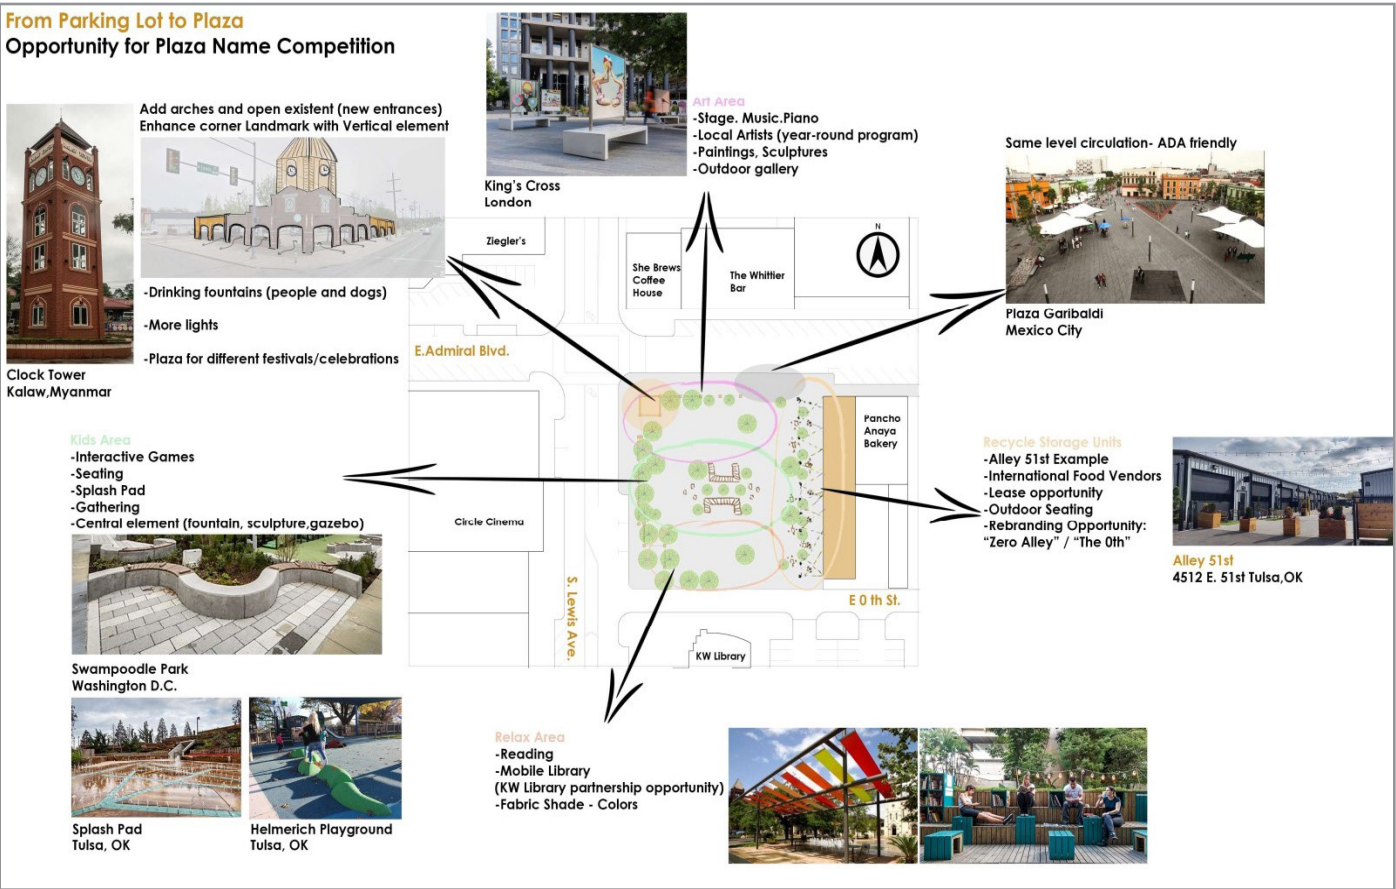 From Parking Lot to Plaza
Opportunity for Plaza Name Competition
Add arches and open existent (new entrances)
Enhance corner Landmark with Vertical element
-Drinking fountains (people and dogs)
-More lights
-Plaza for different festivals/celebrations
Clock Tower
Kalaw,Myanmar
King's Cross
London
Art Area
-Stage. Music.Piano
-Local Artists (year-round program)
-Paintings, Sculptures
-Outdoor gallery
Same level circulation- ADA friendly
Plaza Garibaldi
Mexico City
Ziegler's
She Brews
Coffee
House
The Whittier
Bar
N
E.Admiral Blvd.
Pancho
Anaya
Bakery
Circle Cinema
S. Lewis Ave.
E 0 th St.
KW Library
Kids Area
-Interactive Games
-Seating
-Splash Pad
-Gathering
-Central element (fountain, sculpture,gazebo)
Swampoodle Park
Washington D.C.
Splash Pad
Tulsa, OK
Helmerich Playground
Tulsa, OK
Recycle Storage Units
-Alley 51st Example
-International Food Vendors
-Lease opportunity
-Outdoor Seating
-Rebranding Opportunity:
"Zero Alley" / "The 0th"
Alley 51st
4512 E. 51st Tulsa,OK
Relax Area
-Reading
-Mobile Library
(KW Library partnership opportunity)
-Fabric Shade - Colors